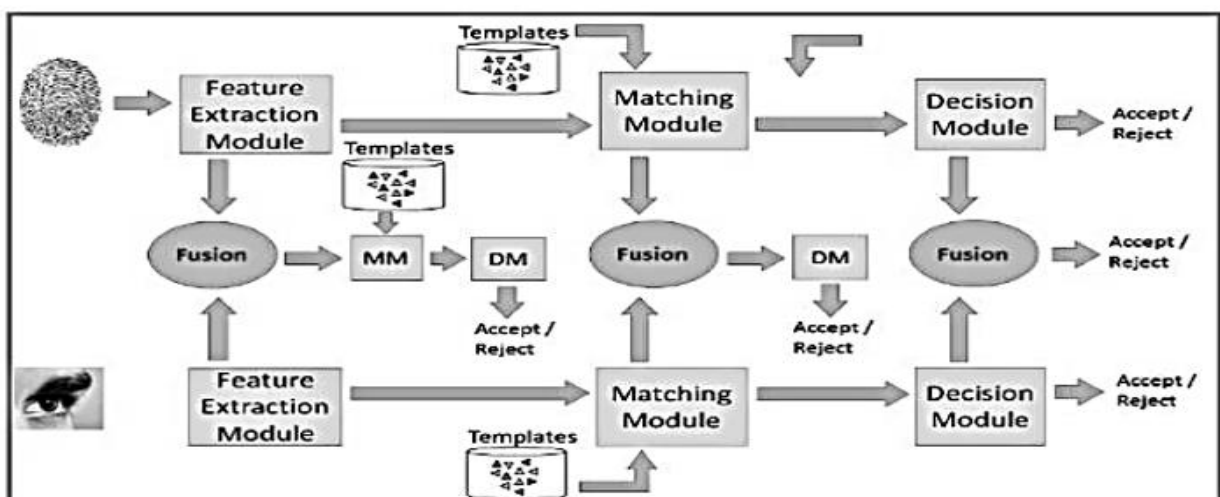 Templates
Feature
Extraction
Module
Matching
Module
Decision
Module
Accept /
Reject
Templates
Fusion
MM
DM
Fusion
DM
Fusion
Accept /
Reject
Accept /
Reject
Accept /
Reject
Feature
Extraction
Module
Matching
Module
Decision
Module
Accept /
Reject
Templates